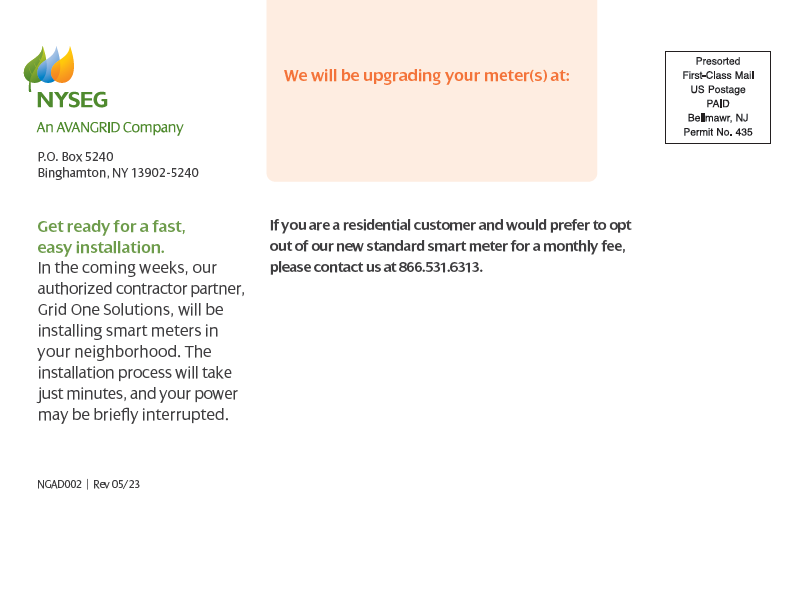 We will be upgrading your meter(s) at:
NYSEG
An AVANGRID Company
P.O. Box 5240
Binghamton, NY 13902-5240
Presorted
First-Class Mail
US Postage
PAID
Bellmawr, NJ
Permit No. 435
Get ready for a fast,
easy installation.
In the coming weeks, our
authorized contractor partner,
Grid One Solutions, will be
installing smart meters in
your neighborhood. The
installation process will take
just minutes, and your power
may be briefly interrupted.
If you are a residential customer and would prefer to opt
out of our new standard smart meter for a monthly fee,
please contact us at 866.531.6313.
NGAD002 | Rev 05/23